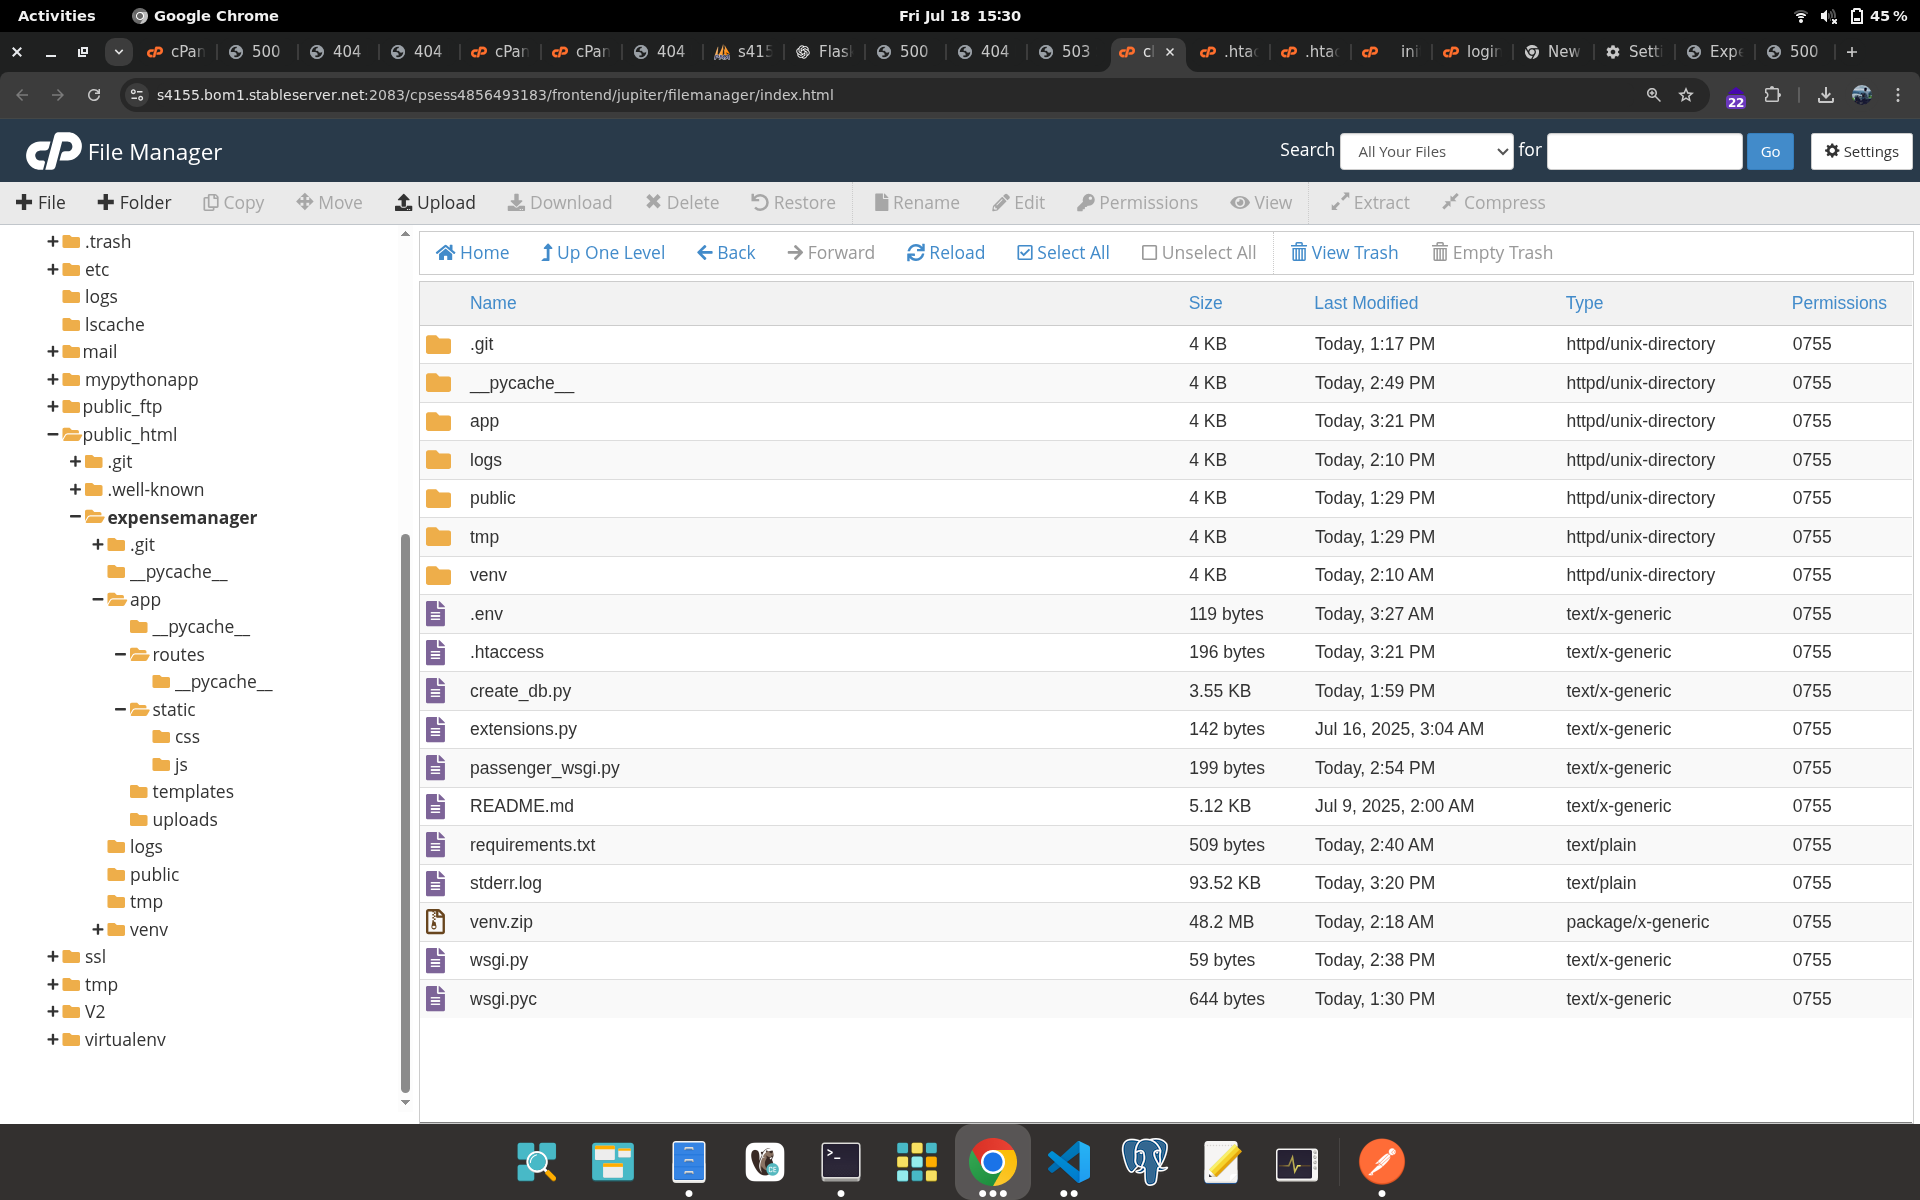 Activities Google Chrome Fri Jul 18 15:30 45 %
cPan 500 404 404 cPan cPan 404 s415 Flas 500 404 503 .htac .htac ini login New Setti Expe 500
s4155.bom1.stableserver.net:2083/cpsess4856493183/frontend/jupiter/filemanager/index.html 22
cP File Manager Search All Your Files for Go Settings
File Folder Copy Move Upload Download Delete Restore Rename Edit Permissions View Extract Compress
.trash
etc
logs
lscache
mail
mypythonapp
public_ftp
public_html
.git
.well-known
expensemanager
.git
__pycache__
app
__pycache__
routes
__pycache__
static
css
js
templates
uploads
logs
public
tmp
venv
ssl
tmp
V2
virtualenv
Home Up One Level Back Forward Reload Select All Unselect All View Trash Empty Trash
Name Size Last Modified Type Permissions
.git 4 KB Today, 1:17 PM httpd/unix-directory 0755
__pycache__ 4 KB Today, 2:49 PM httpd/unix-directory 0755
app 4 KB Today, 3:21 PM httpd/unix-directory 0755
logs 4 KB Today, 2:10 PM httpd/unix-directory 0755
public 4 KB Today, 1:29 PM httpd/unix-directory 0755
tmp 4 KB Today, 1:29 PM httpd/unix-directory 0755
venv 4 KB Today, 2:10 AM httpd/unix-directory 0755
.env 119 bytes Today, 3:27 AM text/x-generic 0755
.htaccess 196 bytes Today, 3:21 PM text/x-generic 0755
create_db.py 3.55 KB Today, 1:59 PM text/x-generic 0755
extensions.py 142 bytes Jul 16, 2025, 3:04 AM text/x-generic 0755
passenger_wsgi.py 199 bytes Today, 2:54 PM text/x-generic 0755
README.md 5.12 KB Jul 9, 2025, 2:00 AM text/x-generic 0755
requirements.txt 509 bytes Today, 2:40 AM text/plain 0755
stderr.log 93.52 KB Today, 3:20 PM text/plain 0755
venv.zip 48.2 MB Today, 2:18 AM package/x-generic 0755
wsgi.py 59 bytes Today, 2:38 PM text/x-generic 0755
wsgi.pyc 644 bytes Today, 1:30 PM text/x-generic 0755